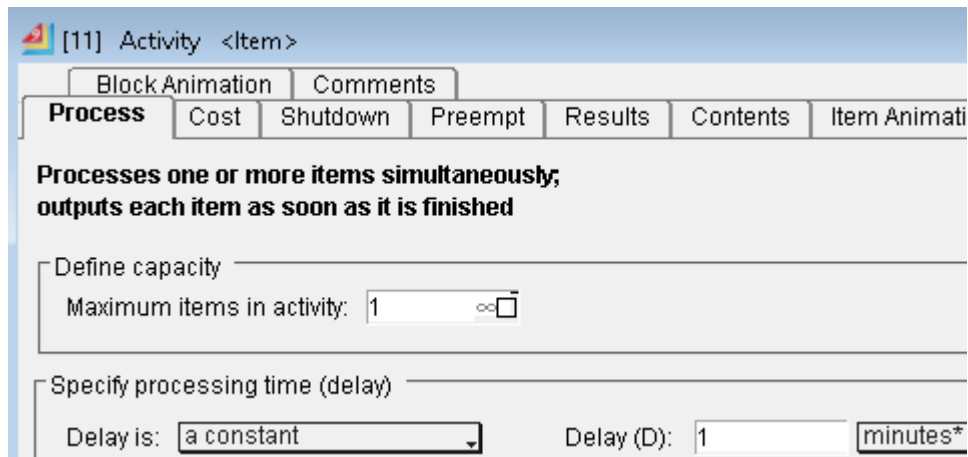 [11] Activity <Item>
Block Animation Comments
Process Cost Shutdown Preempt Results Contents Item Animati
Processes one or more items simultaneously;
outputs each item as soon as it is finished
Define capacity
Maximum items in activity: 1 ∞
Specify processing time (delay)
Delay is: a constant Delay (D): 1 minutes*